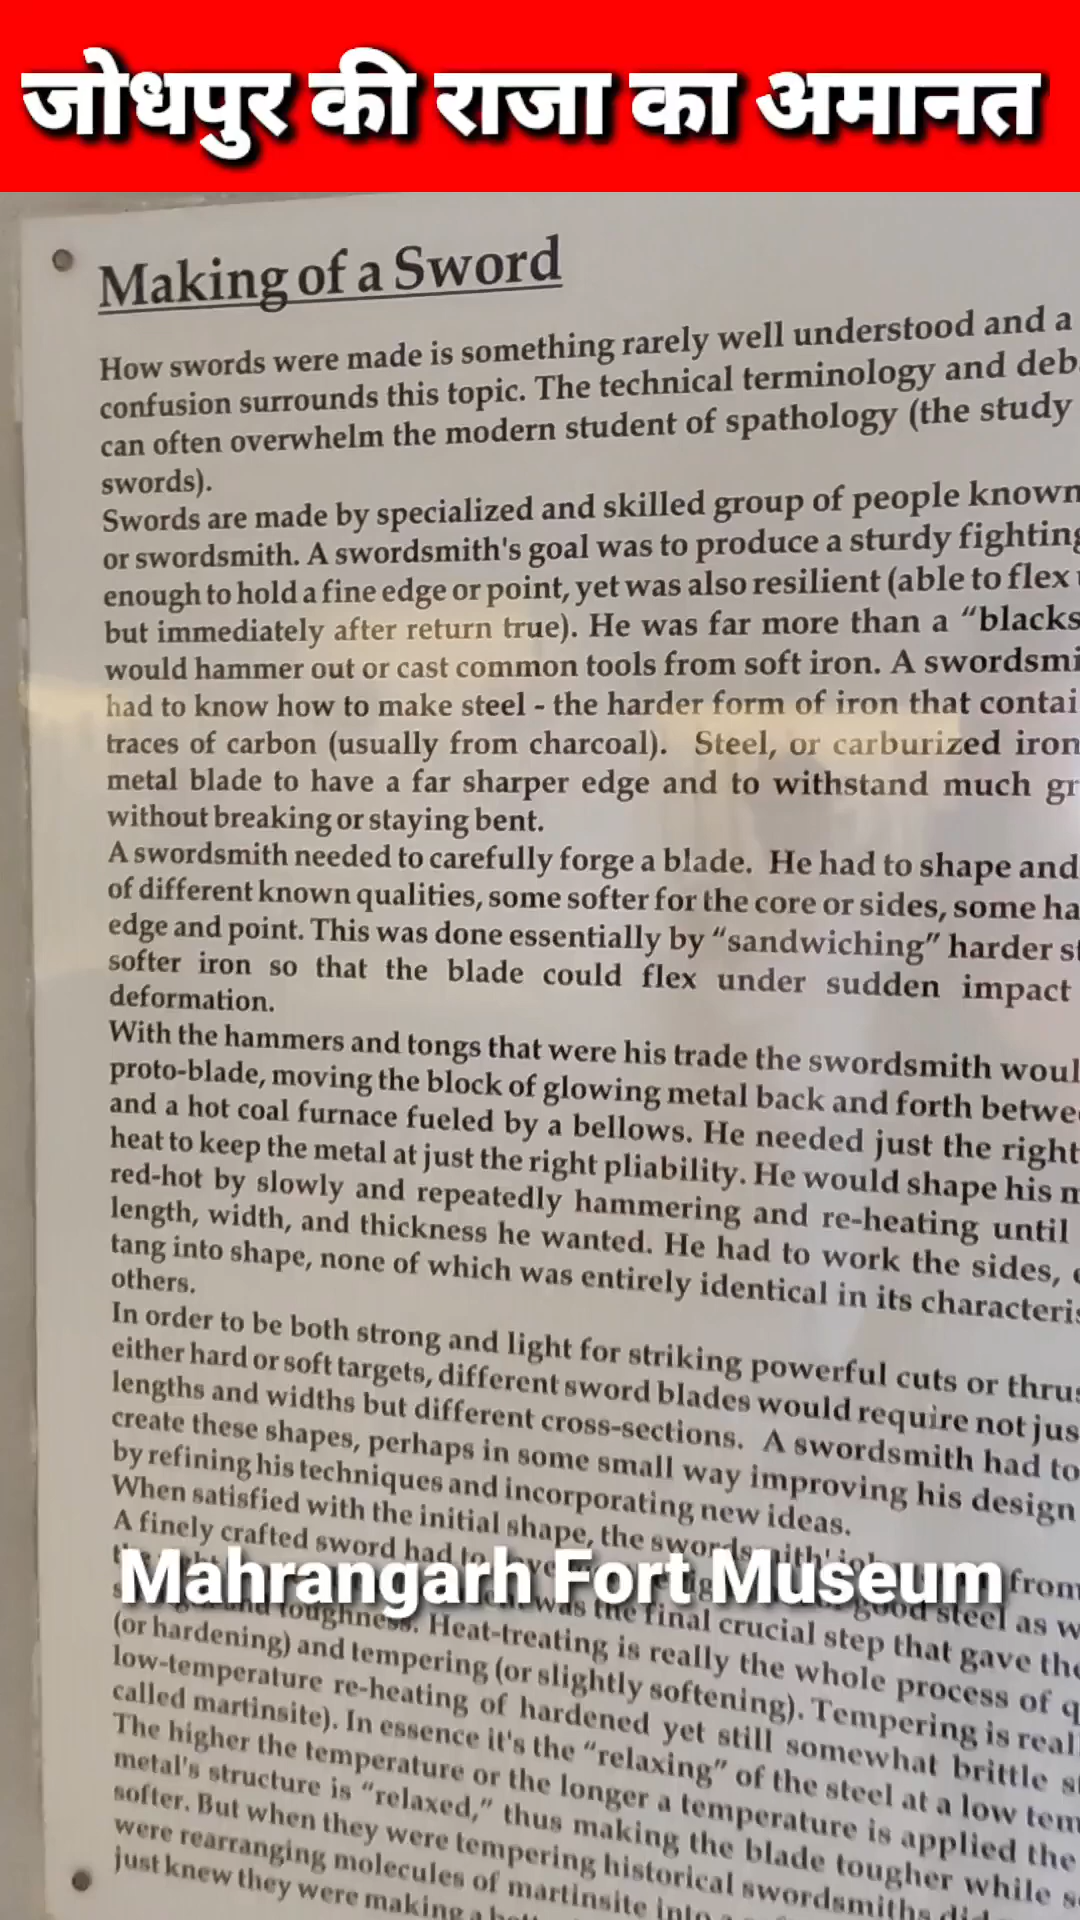 जोधपुर की राजा का अमानत
Making of a Sword
How swords were made is something rarely well understood and a
confusion surrounds this topic. The technical terminology and
can often overwhelm the modern student of spathology (the study
swords).
Swords are made by specialized and skilled group of people known
or swordsmith. A swordsmith's goal was to produce a sturdy fighting
enough to hold a fine edge or point, yet was also resilient (able to flex
but immediately after return true). He was far more than a
would hammer out or cast common tools from soft iron. A
had to know how to make steel - the harder form of iron that
traces of carbon (usually from charcoal). Steel, or carburized iron
metal blade to have a far sharper edge and to withstand much
without breaking or staying bent.
A swordsmith needed to carefully forge a blade. He had to shape and
of different known qualities, some softer for the core or sides, some
edge and point. This was done essentially by “sandwiching” harder
softer iron so that the blade could flex under sudden impact
deformation.
With the hammers and tongs that were his trade the swordsmith
proto-blade, moving the block of glowing metal back and forth
and a hot coal furnace fueled by a bellows. He needed just the right
heat to keep the metal at just the right pliability. He would shape his
red-hot by slowly and repeatedly hammering and re-heating until
length, width, and thickness he wanted. He had to work the sides,
tang into shape, none of which was entirely identical in its
others.
In order to be both strong and light for striking powerful cuts or
either hard or soft targets, different sword blades would require not
lengths and widths but different cross-sections. A swordsmith had to
create these shapes, perhaps in some small way improving his design
by refining his techniques and incorporating new ideas.
When satisfied with the initial shape, the from
A finely crafted sword had good steel as
Mahrangarh Fort Museum
and toughness. was the final crucial step that gave
Heat-treating is really the whole process of
(or hardening) and tempering (or slightly softening). Tempering is
low-temperature re-heating of hardened yet still somewhat brittle
called martinsite). In essence it's the “relaxing” of the steel at a low
The higher the temperature or the longer a temperature is applied the
metal's structure is “relaxed,” thus making the blade tougher while
softer. But when they were tempering historical swordsmiths
were rearranging molecules of martinsite into
just knew they were making a